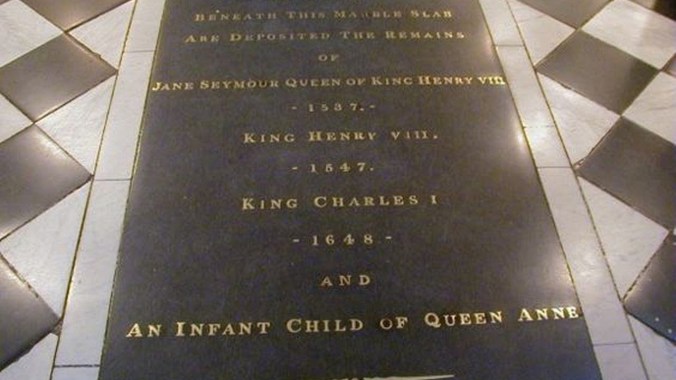 BENEATH THIS MARBLE SLAB
ARE DEPOSITED THE REMAINS
OF
JANE SEYMOUR QUEEN OF KING HENRY VIII
- 1537. -
KING HENRY VIII.
- 1547.
KING CHARLES I
- 1648 -
AND
AN INFANT CHILD OF QUEEN ANNE.